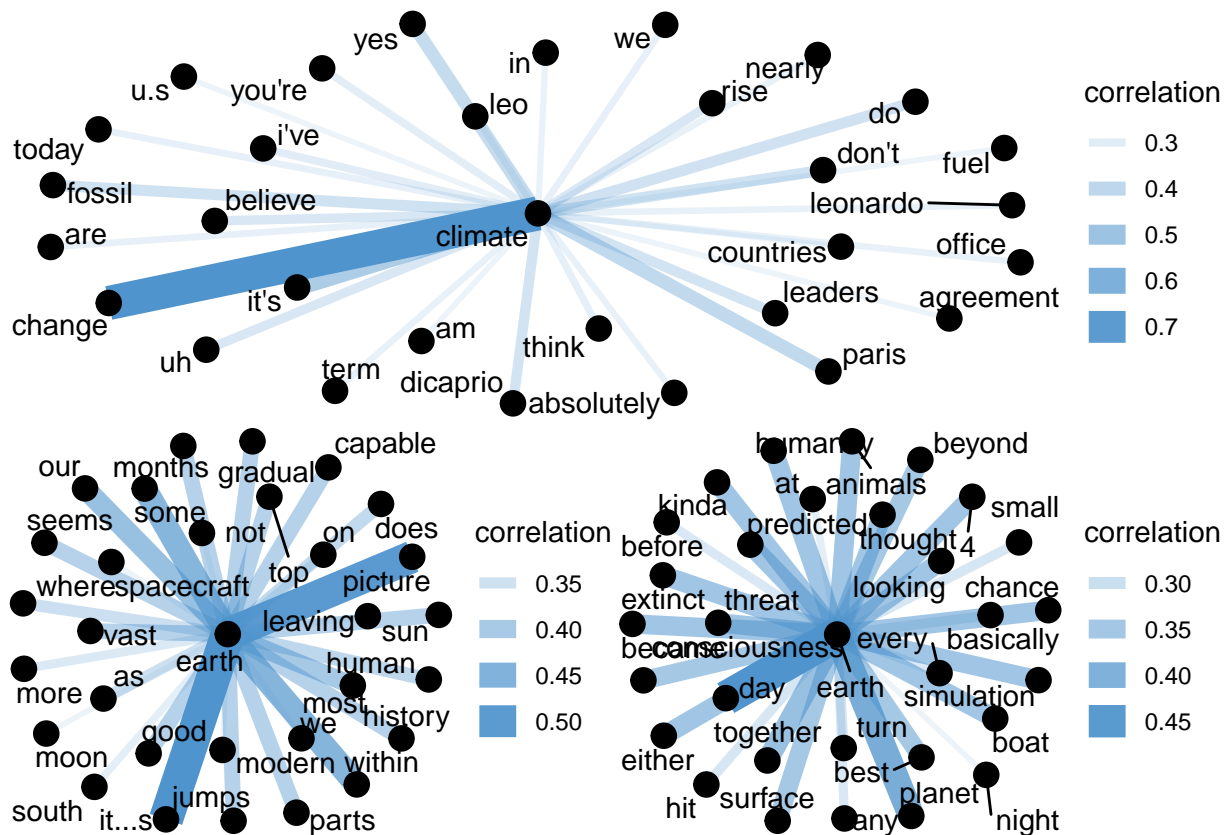 yes
we
in
nearly
u.s
you're
leo
rise
do
today
i've
don't
fuel
fossil
believe
leonardo
are
climate
countries
office
change
it's
leaders
agreement
uh
am
think
paris
term
dicaprio
absolutely
correlation
0.3
0.4
0.5
0.6
0.7
our
months
gradual
capable
seems
some
not
on
does
where
spacecraft
top
picture
vast
leaving
sun
earth
human
more
as
most
history
moon
good
we
modern
within
south
it...s
jumps
parts
correlation
0.35
0.40
0.45
0.50
humanity
beyond
kinda
at
animals
small
before
predicted
thought
4
extinct
threat
looking
chance
became
consciousness
every
basically
day
earth
simulation
either
together
turn
boat
hit
surface
best
planet
any
night
correlation
0.30
0.35
0.40
0.45